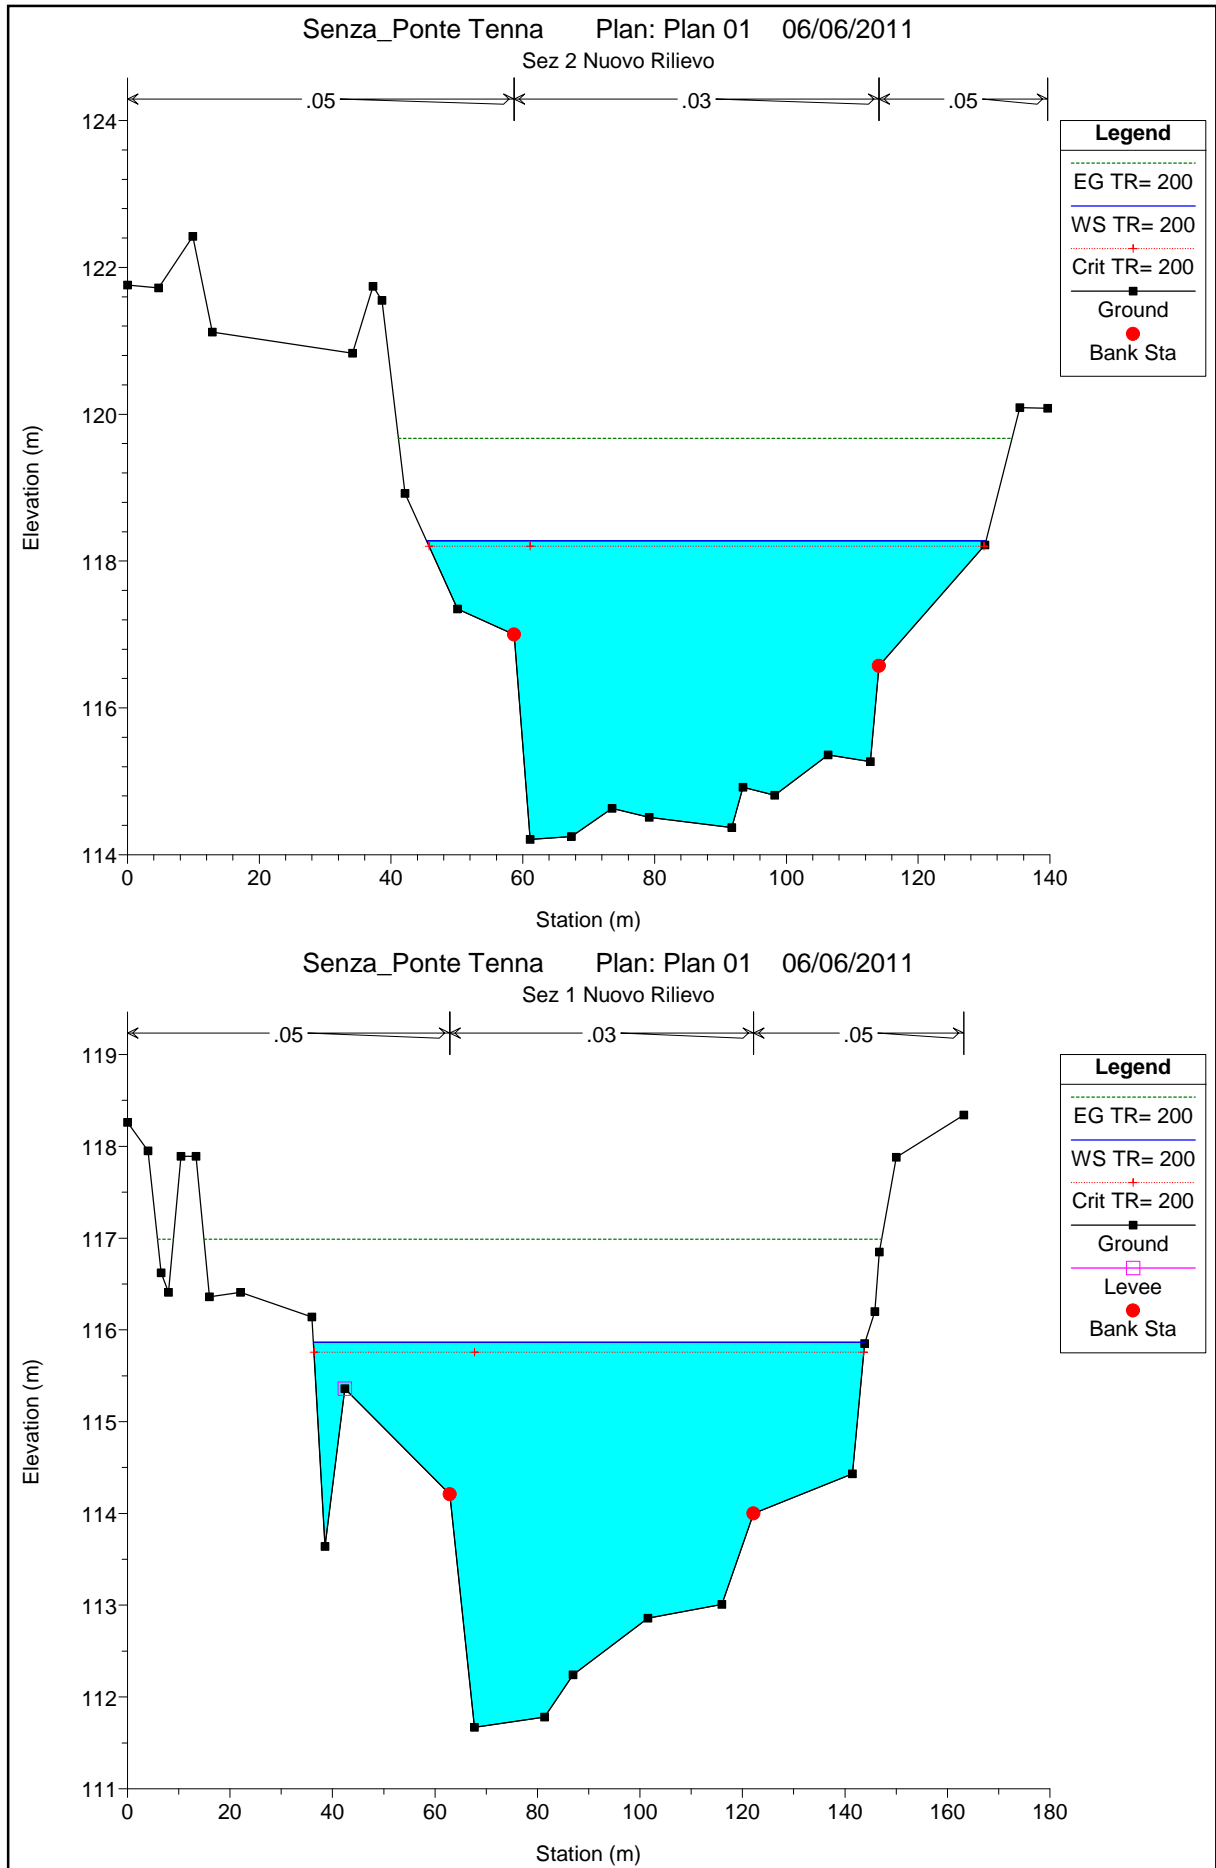 Senza_Ponte Tenna Plan: Plan 01 06/06/2011
Sez 2 Nuovo Rilievo
.05 .03 .05
124
122
120
118
116
114
Elevation (m)
0 20 40 60 80 100 120 140
Station (m)
Legend
EG TR= 200
WS TR= 200
Crit TR= 200
Ground
Bank Sta
Senza_Ponte Tenna Plan: Plan 01 06/06/2011
Sez 1 Nuovo Rilievo
.05 .03 .05
119
118
117
116
115
114
113
112
111
Elevation (m)
0 20 40 60 80 100 120 140 160 180
Station (m)
Legend
EG TR= 200
WS TR= 200
Crit TR= 200
Ground
Levee
Bank Sta